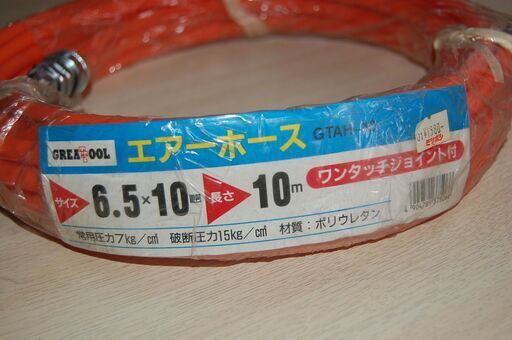 GREATOOL
エアーホース
サイズ
6.5×10
長さ
10m
ワンタッチジョイント付
常用圧力7kg/cm² 破断圧力15kg/cm² 材質：ポリウレタン